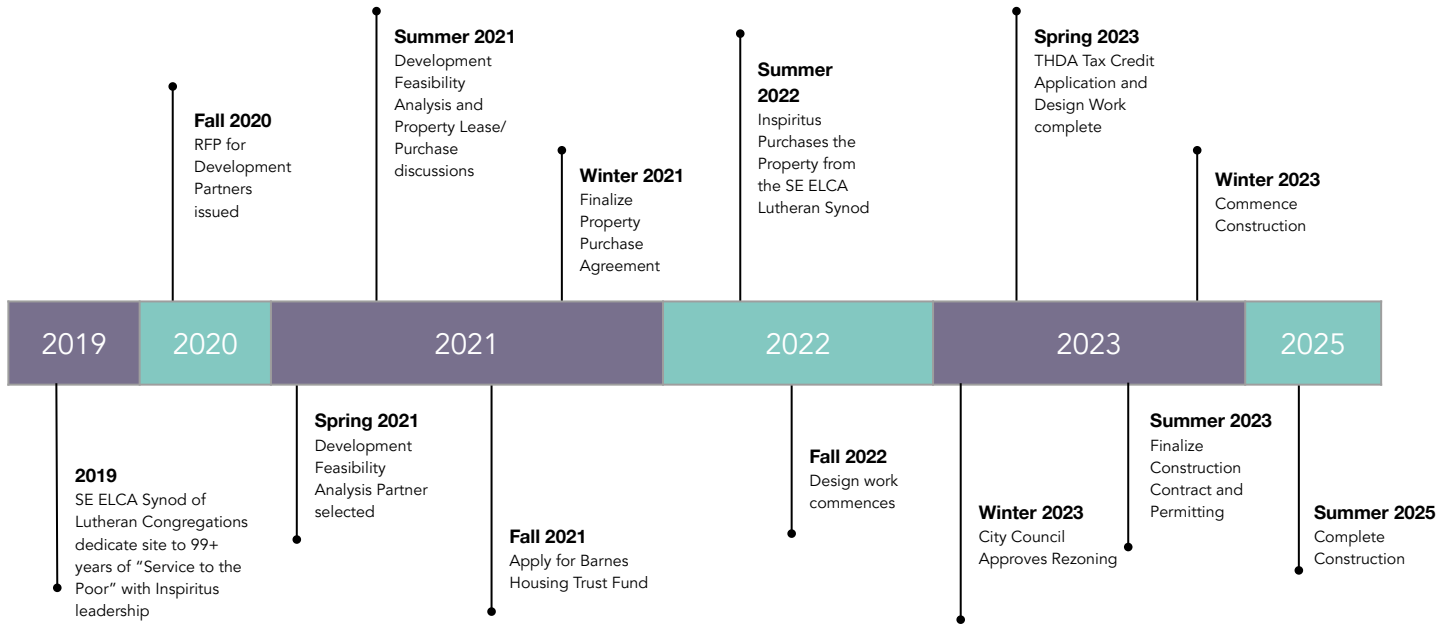 Summer 2021
Development
Feasibility
Analysis and
Property Lease/
Purchase
discussions
Spring 2023
THDA Tax Credit
Application and
Design Work
complete
Summer
2022
Inspiritus
Purchases the
Property from
the SE ELCA
Lutheran Synod
Fall 2020
RFP for
Development
Partners
issued
Winter 2021
Finalize
Property
Purchase
Agreement
Winter 2023
Commence
Construction
2019
2020
2021
2022
2023
2025
2019
SE ELCA Synod of
Lutheran Congregations
dedicate site to 99+
years of “Service to the
Poor” with Inspiritus
leadership
Spring 2021
Development
Feasibility
Analysis Partner
selected
Fall 2021
Apply for Barnes
Housing Trust Fund
Fall 2022
Design work
commences
Winter 2023
City Council
Approves Rezoning
Summer 2023
Finalize
Construction
Contract and
Permitting
Summer 2025
Complete
Construction